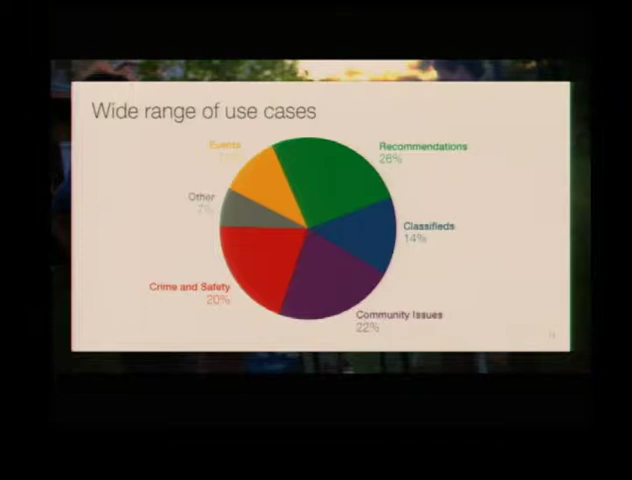 Wide range of use cases
Events
Recommendations
26%
Other
7%
Classifieds
14%
Crime and Safety
20%
Community Issues
22%